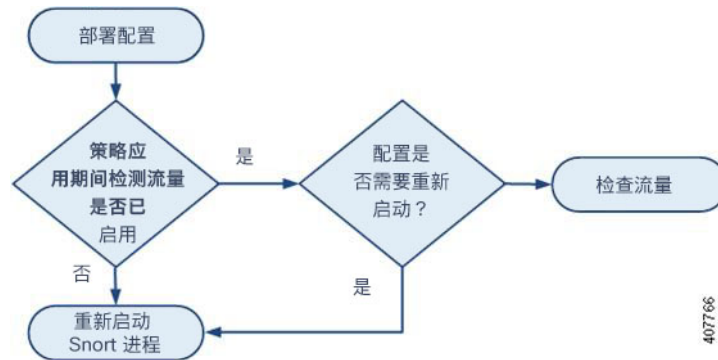 部署配置
策略应
用期间检测流量
是否已
启用
是
配置是
否需要重新
启动？
检查流量
否
是
重新启动
Snort 进程
407766